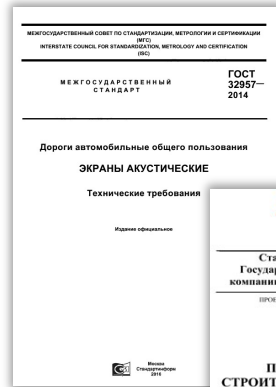 МЕЖГОСУДАРСТВЕННЫЙ СОВЕТ ПО СТАНДАРТИЗАЦИИ, МЕТРОЛОГИИ И СЕРТИФИКАЦИИ
(МГС)
INTERSTATE COUNCIL FOR STANDARDIZATION, METROLOGY AND CERTIFICATION
(ISC)
МЕЖГОСУДАРСТВЕННЫЙ
СТАНДАРТ
ГОСТ
32957—
2014
Дороги автомобильные общего пользования
ЭКРАНЫ АКУСТИЧЕСКИЕ
Технические требования
Издание официальное
Москва
Стандартинформ
2016
Ста
Государ
компани
ПРОЕ
П
СТРОИТ